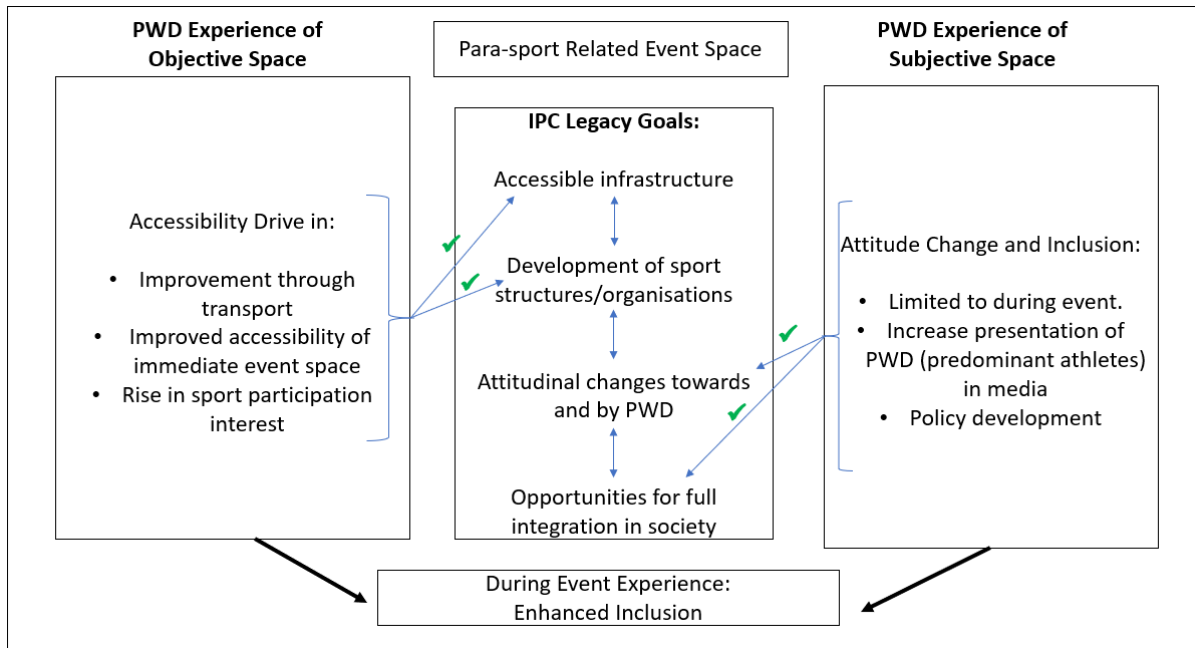 PWD Experience of
Objective Space
Para-sport Related Event Space
PWD Experience of
Subjective Space
Accessibility Drive in:
• Improvement through
transport
• Improved accessibility of
immediate event space
• Rise in sport participation
interest
IPC Legacy Goals:
Accessible infrastructure
Development of sport
structures/organisations
Attitudinal changes towards
and by PWD
Opportunities for full
integration in society
Attitude Change and Inclusion:
• Limited to during event.
• Increase presentation of
PWD (predominant athletes)
in media
• Policy development
During Event Experience:
Enhanced Inclusion